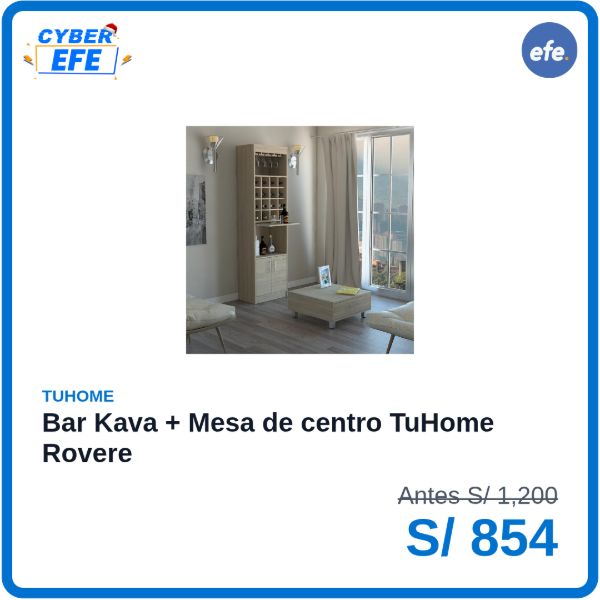 CYBER
EFE
efe.
TUHOME
Bar Kava + Mesa de centro TuHome
Rovere
Antes S/ 1,200
S/ 854